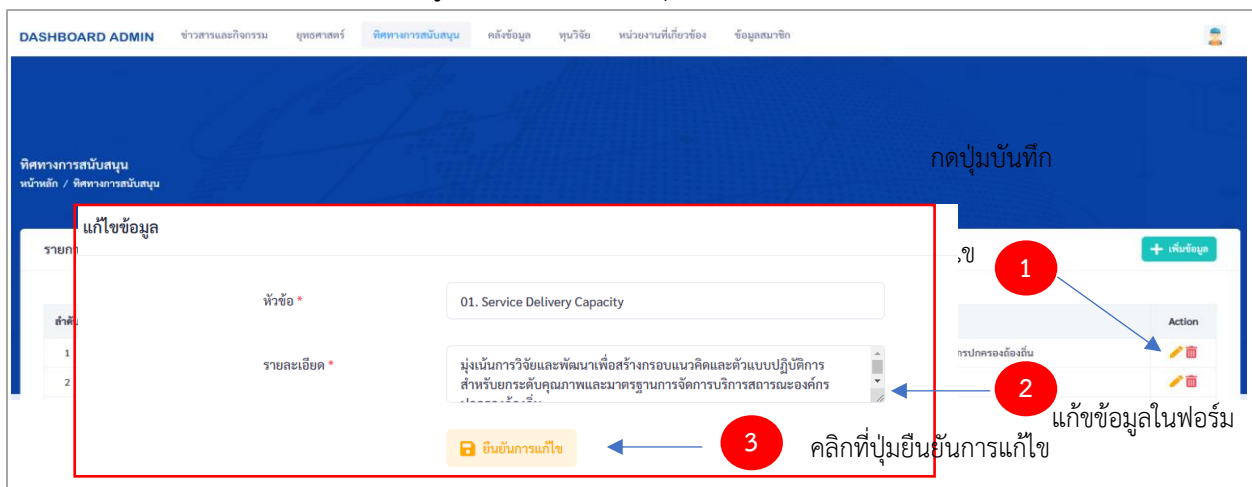 DASHBOARD ADMIN ข่าวสารและกิจกรรม ยุทธศาสตร์ ทิศทางการสนับสนุน คลังข้อมูล ทุนวิจัย หน่วยงานที่เกี่ยวข้อง ข้อมูลสมาชิก
ทิศทางการสนับสนุน
หน้าหลัก / ทิศทางการสนับสนุน
กดปุ่มบันทึก
แก้ไขข้อมูล
เพิ่มข้อมูล
1
หัวข้อ *
01. Service Delivery Capacity
Action
1
2
รายละเอียด *
มุ่งเน้นการวิจัยและพัฒนาเพื่อสร้างกรอบแนวคิดและตัวแบบปฏิบัติการ
สำหรับยกระดับคุณภาพและมาตรฐานการจัดการบริการสถารณะองค์กร
2
แก้ขข้อมูลในฟอร์ม
ยืนยันการแก้ไข
3
คลิกที่ปุ่มยืนยันการแก้ไข